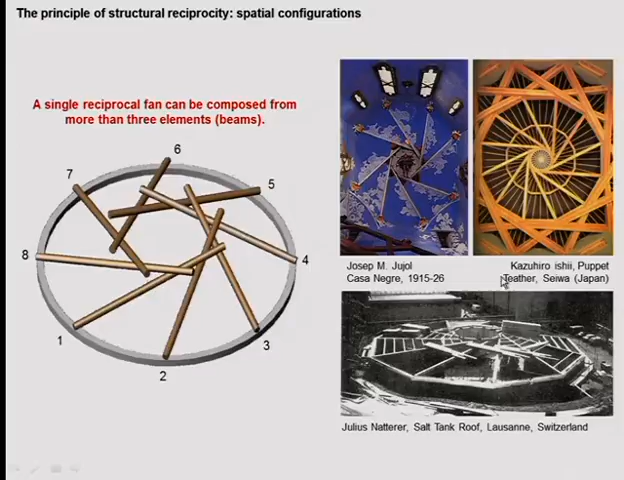 The principle of structural reciprocity: spatial configurations
A single reciprocal fan can be composed from
more than three elements (beams).
6
7
5
8
4
1
3
2
Josep M. Jujol
Casa Negre, 1915-26
Kazuhiro ishii, Puppet
Teather, Seiwa (Japan)
Julius Natterer, Salt Tank Roof, Lausanne, Switzerland